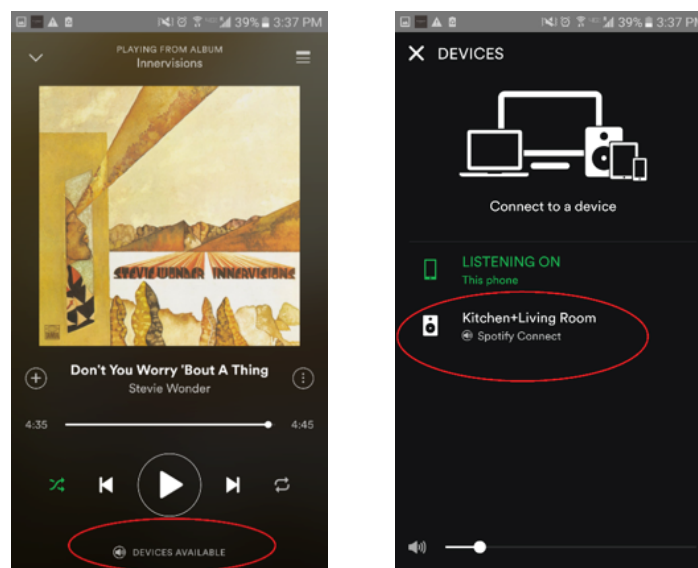 39% 3:37 PM
PLAYING FROM ALBUM
Innervisions
STEVIE WONDER INNERVISIONS
Don't You Worry 'Bout A Thing
Stevie Wonder
4:35
4:45
DEVICES AVAILABLE
39% 3:37 PM
DEVICES
Connect to a device
LISTENING ON
This phone
Kitchen+Living Room
Spotify Connect